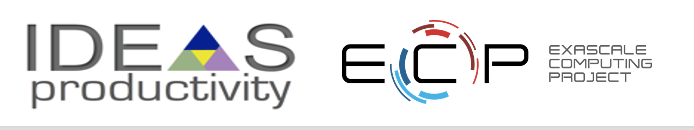 IDEAS
productivity
ECP
EXASCALE
COMPUTING
PROJECT